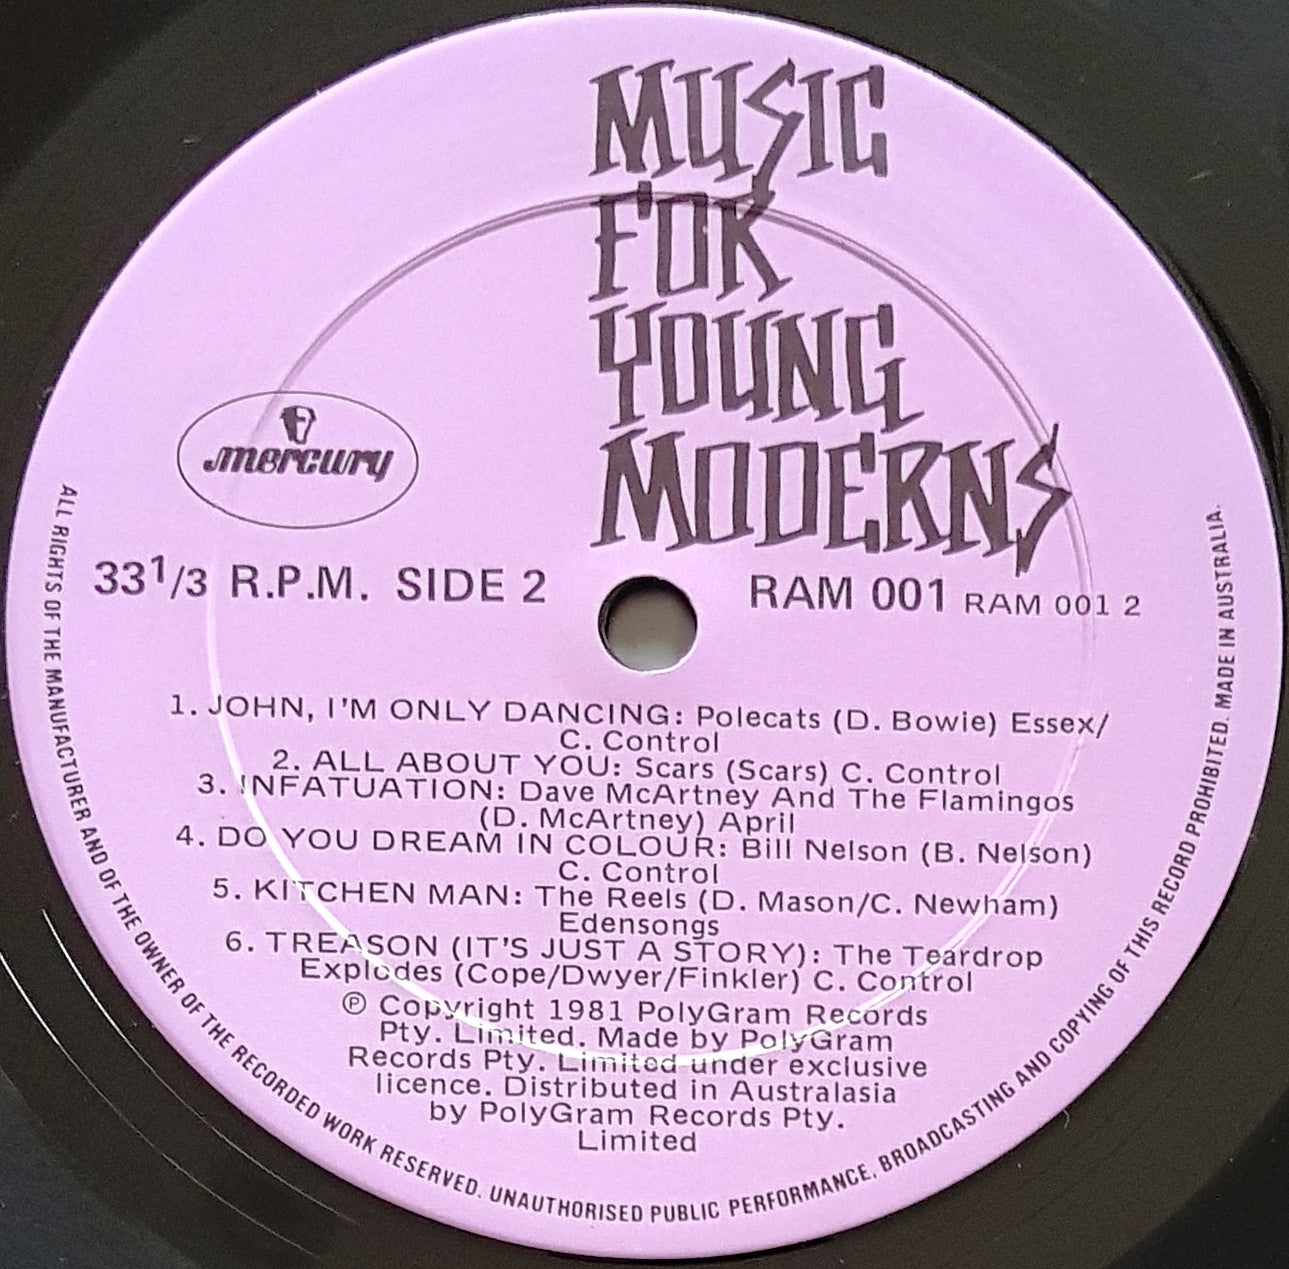 MUSIC
FOR
YOUNG
MODERNS
mercury
33 1/3 R.P.M. SIDE 2
RAM 001 RAM 001 2
1. JOHN, I'M ONLY DANCING: Polecats (D. Bowie) Essex/
C. Control
2. ALL ABOUT YOU: Scars (Scars) C. Control
3. INFATUATION: Dave McArtney And The Flamingos
(D. McArtney) April
4. DO YOU DREAM IN COLOUR: Bill Nelson (B. Nelson)
C. Control
5. KITCHEN MAN: The Reels (D. Mason/C. Newham)
Edensongs
6. TREASON (IT'S JUST A STORY): The Teardrop
Explodes (Cope/Dwyer/Finkler) C. Control
℗ Copyright 1981 PolyGram Records
Pty. Limited. Made by PolyGram
Records Pty. Limited under exclusive
licence. Distributed in Australasia
by PolyGram Records Pty.
Limited
ALL RIGHTS OF THE MANUFACTURER AND OF THE OWNER OF THE RECORDED WORK RESERVED. UNAUTHORISED PUBLIC PERFORMANCE, BROADCASTING AND COPYING OF THIS RECORD PROHIBITED. MADE IN AUSTRALIA.